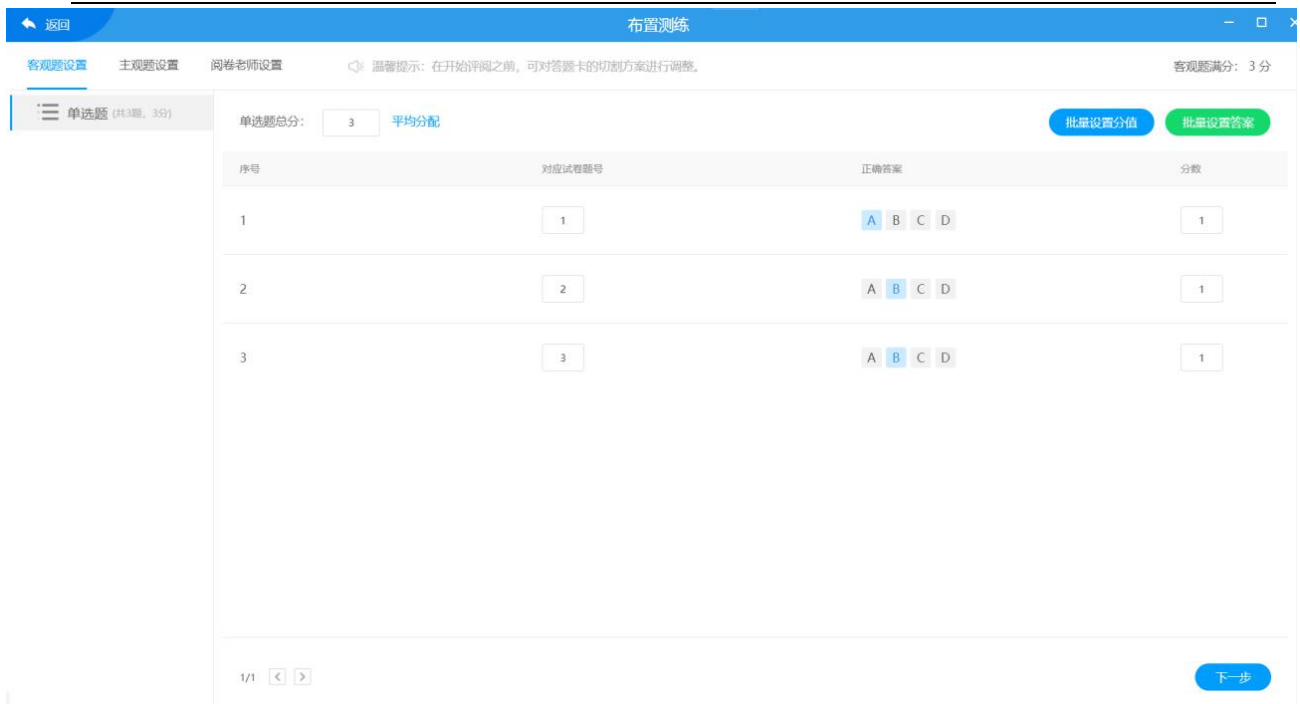 返回 布置测练
客观题设置 主观题设置 阅卷老师设置 温馨提示：在开始评阅之前，可对答题卡的切割方案进行调整。 客观题满分： 3 分
单选题 (共3题，3分) 单选题总分： 3 平均分配 批量设置分值 批量设置答案
序号 对应试卷题号 正确答案 分数
1 1 A B C D 1
2 2 A B C D 1
3 3 A B C D 1
1/1 < > 下一步